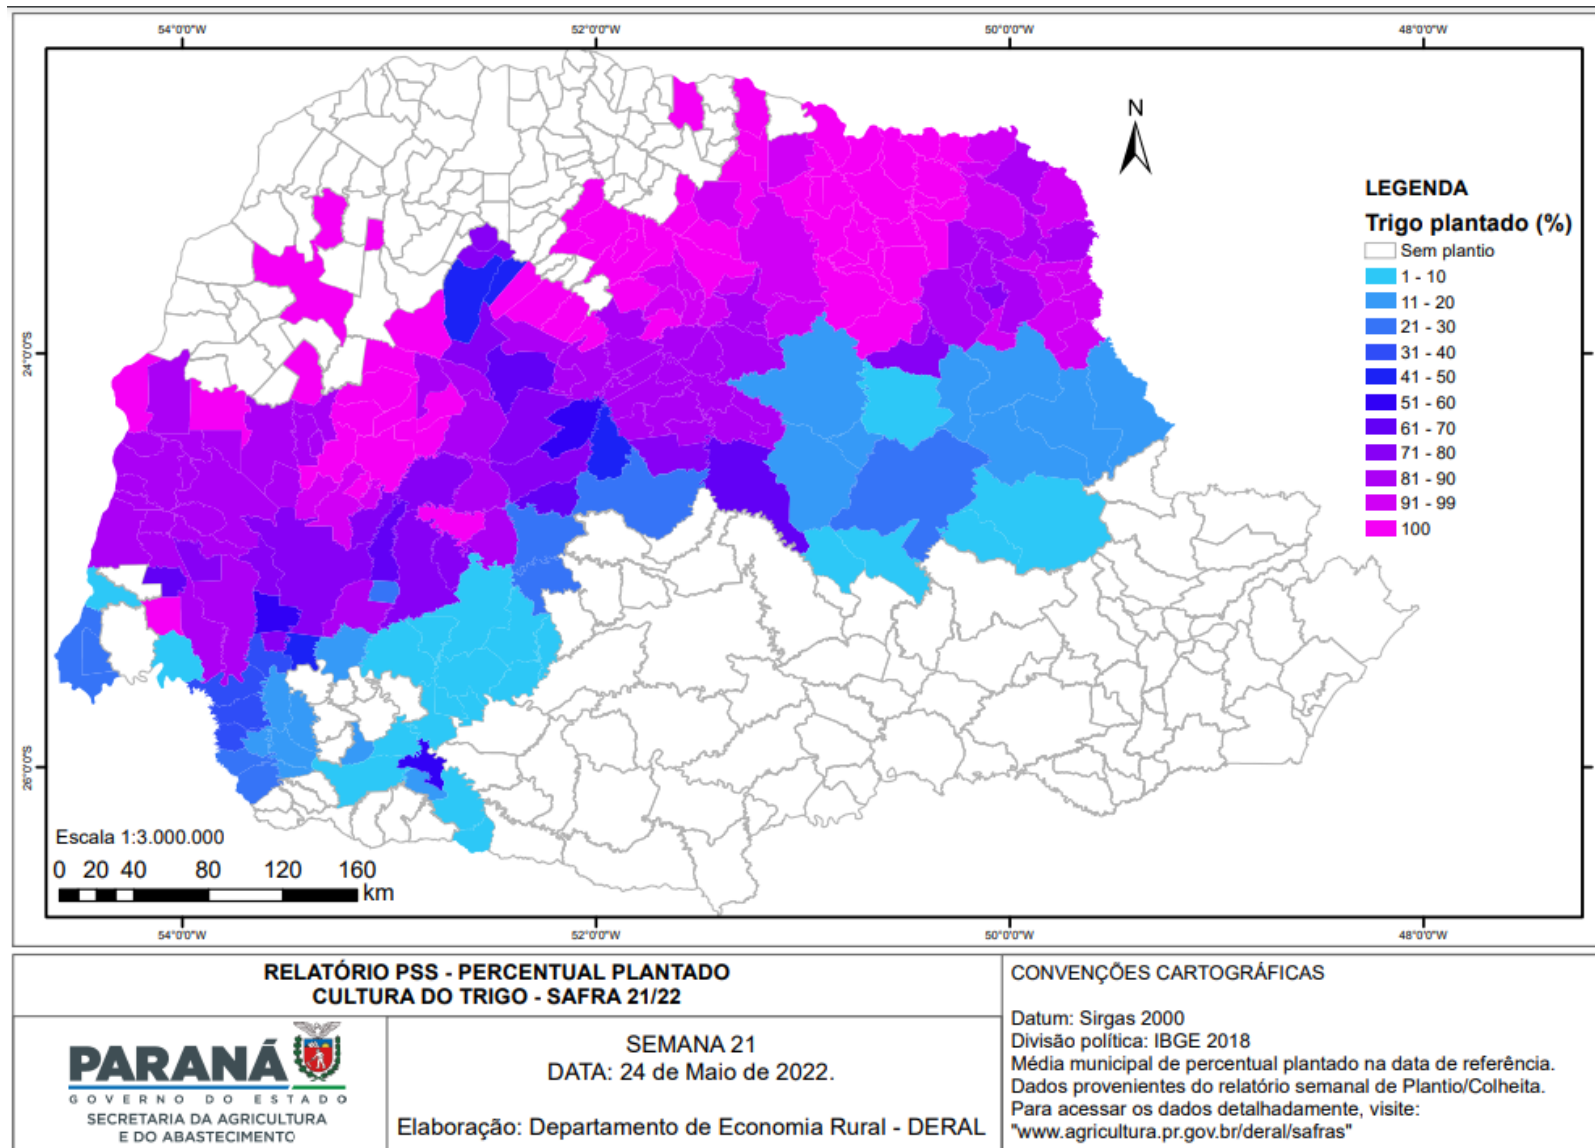 54°0'0"W
52°0'0"W
50°0'0"W
48°0'0"W
N
24°0'0"S
26°0'0"S
LEGENDA
Trigo plantado (%)
Sem plantio
1 - 10
11 - 20
21 - 30
31 - 40
41 - 50
51 - 60
61 - 70
71 - 80
81 - 90
91 - 99
100
Escala 1:3.000.000
0 20 40 80 120 160
km
54°0'0"W
52°0'0"W
50°0'0"W
48°0'0"W
RELATÓRIO PSS - PERCENTUAL PLANTADO
CULTURA DO TRIGO - SAFRA 21/22
PARANÁ
GOVERNO DO ESTADO
SECRETARIA DA AGRICULTURA
E DO ABASTECIMENTO
SEMANA 21
DATA: 24 de Maio de 2022.
Elaboração: Departamento de Economia Rural - DERAL
CONVENÇÕES CARTOGRÁFICAS
Datum: Sirgas 2000
Divisão política: IBGE 2018
Média municipal de percentual plantado na data de referência.
Dados provenientes do relatório semanal de Plantio/Colheita.
Para acessar os dados detalhadamente, visite:
"www.agricultura.pr.gov.br/deral/safras"